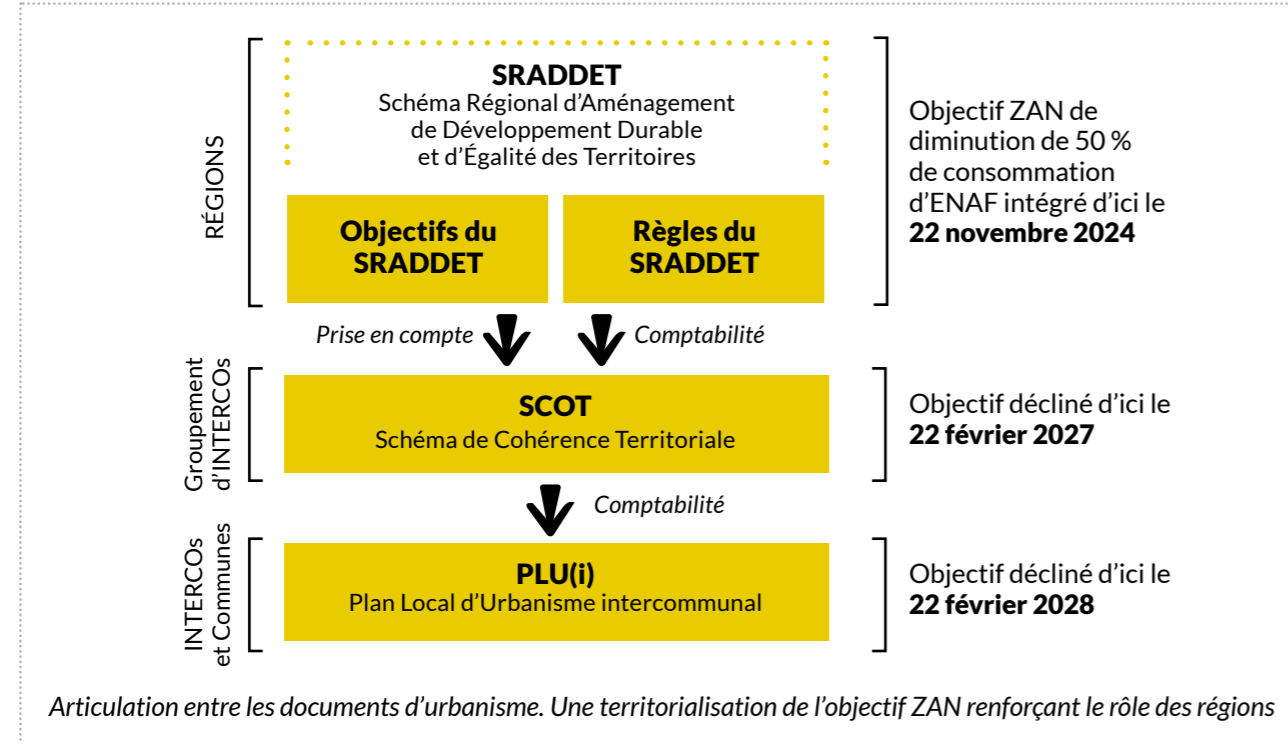 RÉGIONS
SRADDET
Schéma Régional d'Aménagement
de Développement Durable
et d'Égalité des Territoires
Objectifs du
SRADDET
Règles du
SRADDET
Objectif ZAN de
diminution de 50 %
de consommation
d'ENAF intégré d'ici le
22 novembre 2024
Prise en compte
Comptabilité
Groupement
d'INTERCOs
SCOT
Schéma de Cohérence Territoriale
Objectif décliné d'ici le
22 février 2027
Comptabilité
INTERCOs
et Communes
PLU(i)
Plan Local d'Urbanisme intercommunal
Objectif décliné d'ici le
22 février 2028
Articulation entre les documents d'urbanisme. Une territorialisation de l'objectif ZAN renforçant le rôle des régions